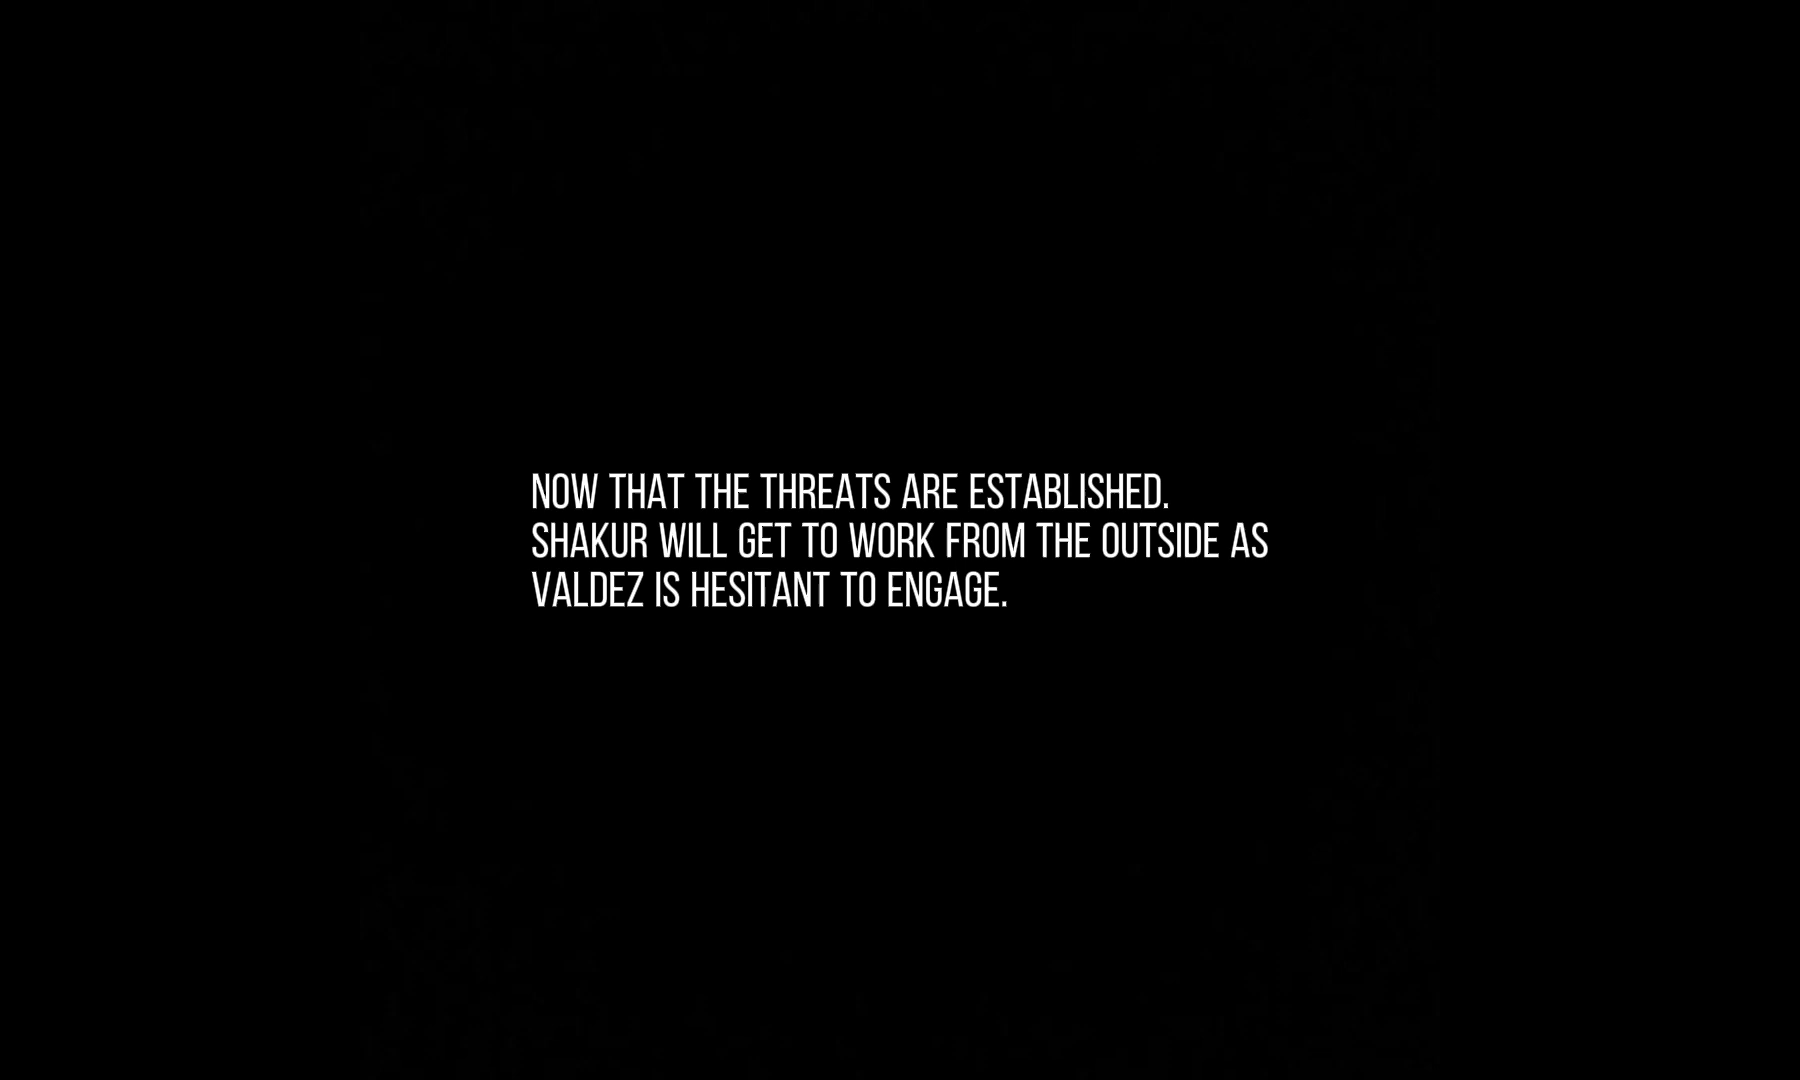 NOW THAT THE THREATS ARE ESTABLISHED.
SHAKUR WILL GET TO WORK FROM THE OUTSIDE AS
VALDEZ IS HESITANT TO ENGAGE.